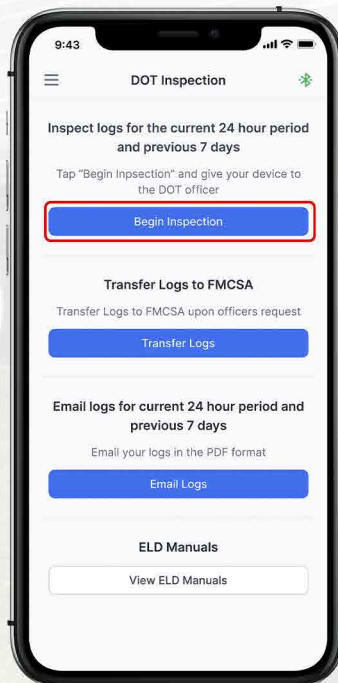 9:43
DOT Inspection
Inspect logs for the current 24 hour period
and previous 7 days
Tap "Begin Inpsection" and give your device to
the DOT officer
Begin Inspection
Transfer Logs to FMCSA
Transfer Logs to FMCSA upon officers request
Transfer Logs
Email logs for current 24 hour period and
previous 7 days
Email your logs in the PDF format
Email Logs
ELD Manuals
View ELD Manuals